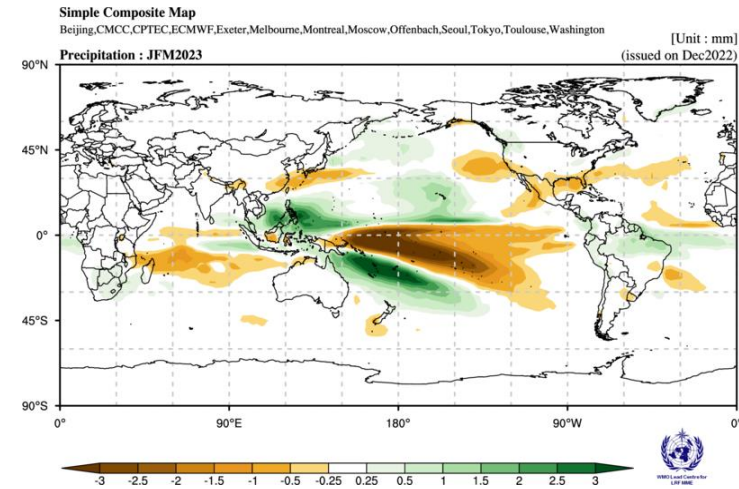 Simple Composite Map
Beijing,CMCC,CPTEC,ECMWF,Exeter,Melbourne,Montreal,Moscow,Offenbach,Seoul,Tokyo,Toulouse,Washington
[Unit : mm]
Precipitation : JFM2023
(issued on Dec2022)
90°N
45°N
0°
45°S
90°S
0° 90°E 180° 90°W 0°
-3 -2.5 -2 -1.5 -1 -0.5 -0.25 0.25 0.5 1 1.5 2 2.5 3
WMO Lead Centre for
LRF MME